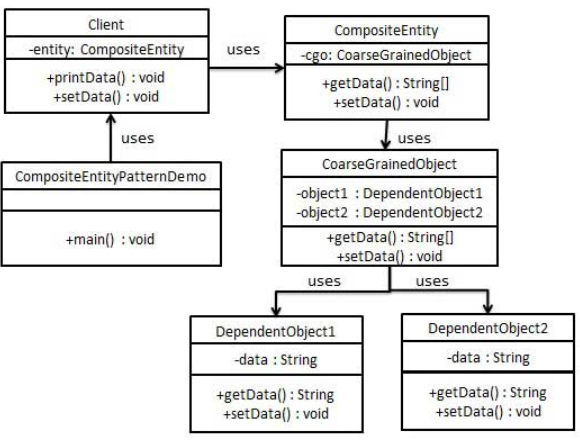 Client
-entity: CompositeEntity
+printData() : void
+setData() : void
uses
CompositeEntity
-cgo: CoarseGrainedObject
+getData() : String[]
+setData() : void
uses
uses
CompositeEntityPatternDemo
+main() : void
CoarseGrainedObject
-object1 : DependentObject1
-object2 : DependentObject2
+getData() : String[]
+setData() : void
uses
uses
DependentObject1
-data : String
+getData() : String
+setData() : void
DependentObject2
-data : String
+getData() : String
+setData() : void